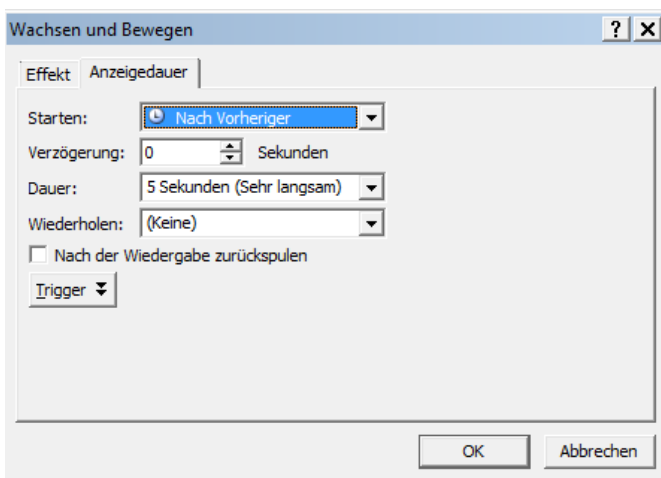 Wachsen und Bewegen
Effekt Anzeigedauer
Starten: Nach Vorheriger
Verzögerung: 0 Sekunden
Dauer: 5 Sekunden (Sehr langsam)
Wiederholen: (Keine)
Nach der Wiedergabe zurückspulen
Trigger
OK Abbrechen